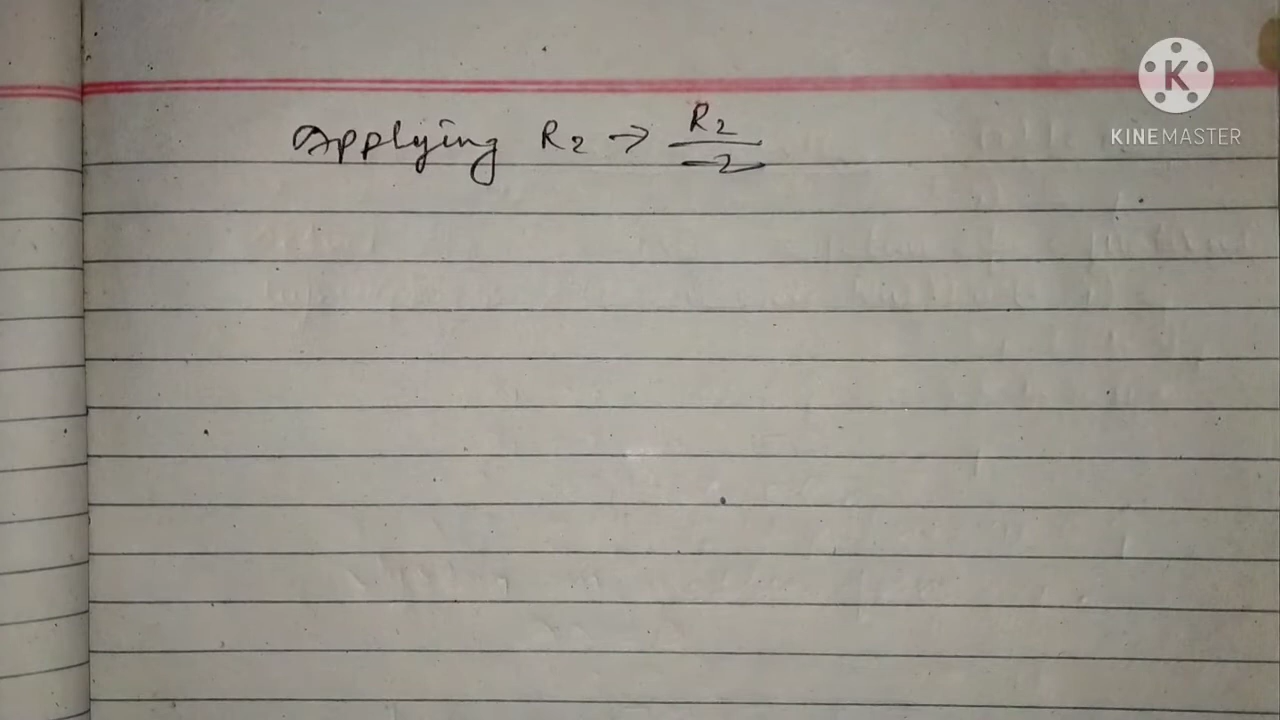 Applying R₂ → R₂/-2
K
KINEMASTER